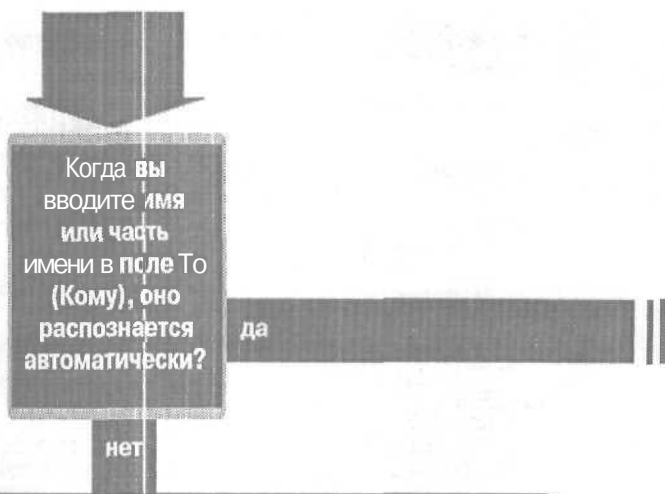 Когда вы
вводите имя
или часть
имени в поле То
(Кому), оно
распознается
автоматически?
да
нет